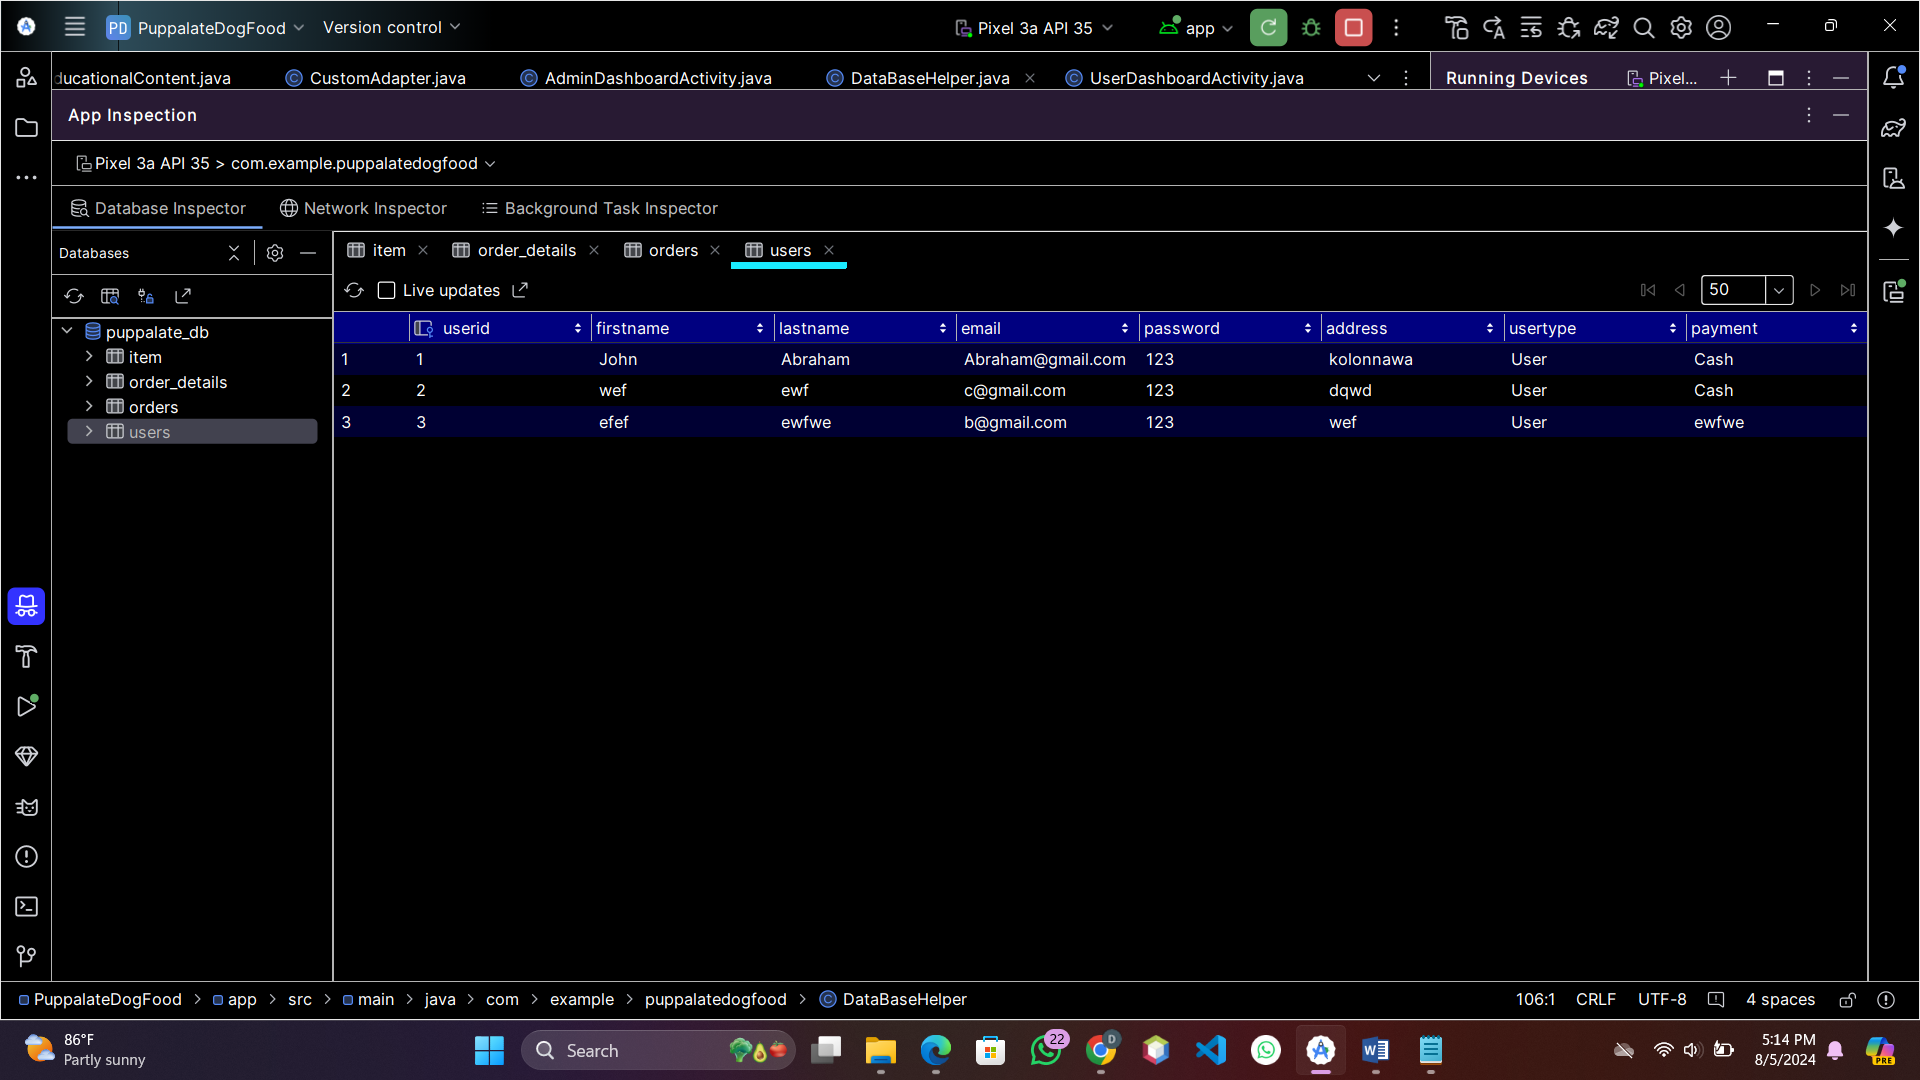 PD PuppalateDogFood Version control Pixel 3a API 35 app
ducationalContent.java CustomAdapter.java AdminDashboardActivity.java DataBaseHelper.java UserDashboardActivity.java Running Devices Pixel...
App Inspection
Pixel 3a API 35 > com.example.puppalatedogfood
Database Inspector Network Inspector Background Task Inspector
Databases item order_details orders users
Live updates 50
puppalate_db
item
order_details
orders
users
userid firstname lastname email password address usertype payment
1 1 John Abraham Abraham@gmail.com 123 kolonnawa User Cash
2 2 wef ewf c@gmail.com 123 dqwd User Cash
3 3 efef ewfwe b@gmail.com 123 wef User ewfwe
PuppalateDogFood > app > src > main > java > com > example > puppalatedogfood > DataBaseHelper 106:1 CRLF UTF-8 4 spaces
86°F
Partly sunny
Search
22
D
5:14 PM
8/5/2024
PRE